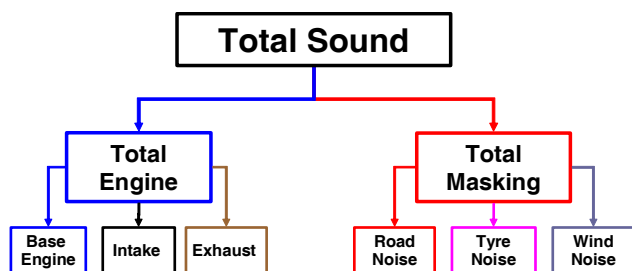 Total Sound
Total
Engine
Total
Masking
Base
Engine
Intake
Exhaust
Road
Noise
Tyre
Noise
Wind
Noise